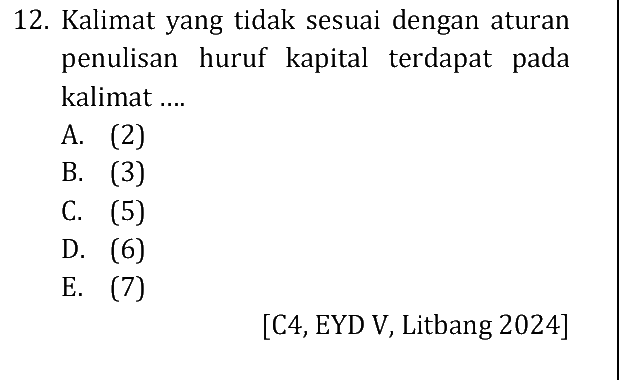 12. Kalimat yang tidak sesuai dengan aturan
penulisan huruf kapital terdapat pada
kalimat ....
A. (2)
B. (3)
C. (5)
D. (6)
E. (7)
[C4, EYD V, Litbang 2024]